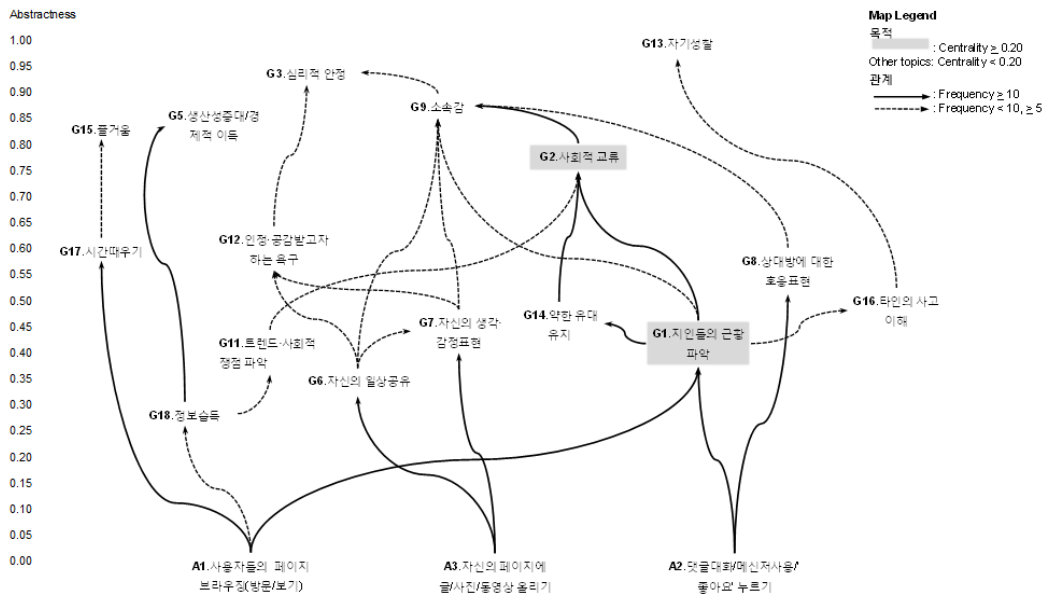 Abstractness
Map Legend
목적
: Centrality ≥ 0.20
Other topics: Centrality < 0.20
관계
: Frequency ≥ 10
: Frequency < 10, ≥ 5
1.00
0.95
0.90
0.85
0.80
0.75
0.70
0.65
0.60
0.55
0.50
0.45
0.40
0.35
0.30
0.25
0.20
0.15
0.10
0.05
0.00
G13.자기성찰
G3.심리적 안정
G9.소속감
G5.생산성증대/경
제적 이득
G15.즐거움
G2.사회적 교류
G12.인정·공감받고자
하는 욕구
G17.시간때우기
G8.상대방에 대한
호응표현
G16.타인의 사고
이해
G14.약한 유대
유지
G7.자신의 생각·
감정표현
G1.지인들의 근황
파악
G11.트렌드·사회적
쟁점 파악
G6.자신의 일상공유
G18.정보습득
A1.사용자들의 페이지
브라우징(방문/보기)
A3.자신의 페이지에
글/사진/동영상 올리기
A2.댓글대화/메신저사용/'
좋아요' 누르기